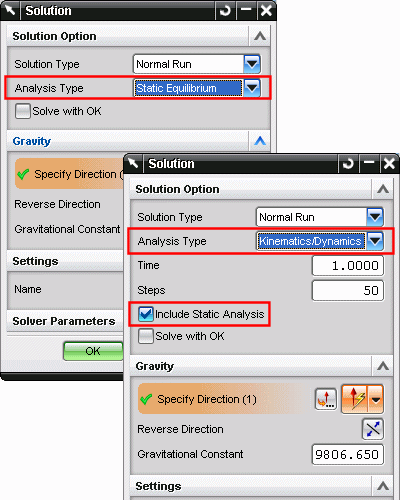 Solution
Solution Option
Solution Type Normal Run
Analysis Type Static Equilibrium
Solve with OK
Gravity
Specify Direction (
Reverse Direction
Gravitational Constant
Settings
Name
Solver Parameters
OK
Solution
Solution Option
Solution Type Normal Run
Analysis Type Kinematics/Dynamics
Time 1.0000
Steps 50
Include Static Analysis
Solve with OK
Gravity
Specify Direction (1)
Reverse Direction
Gravitational Constant 9806.650
Settings